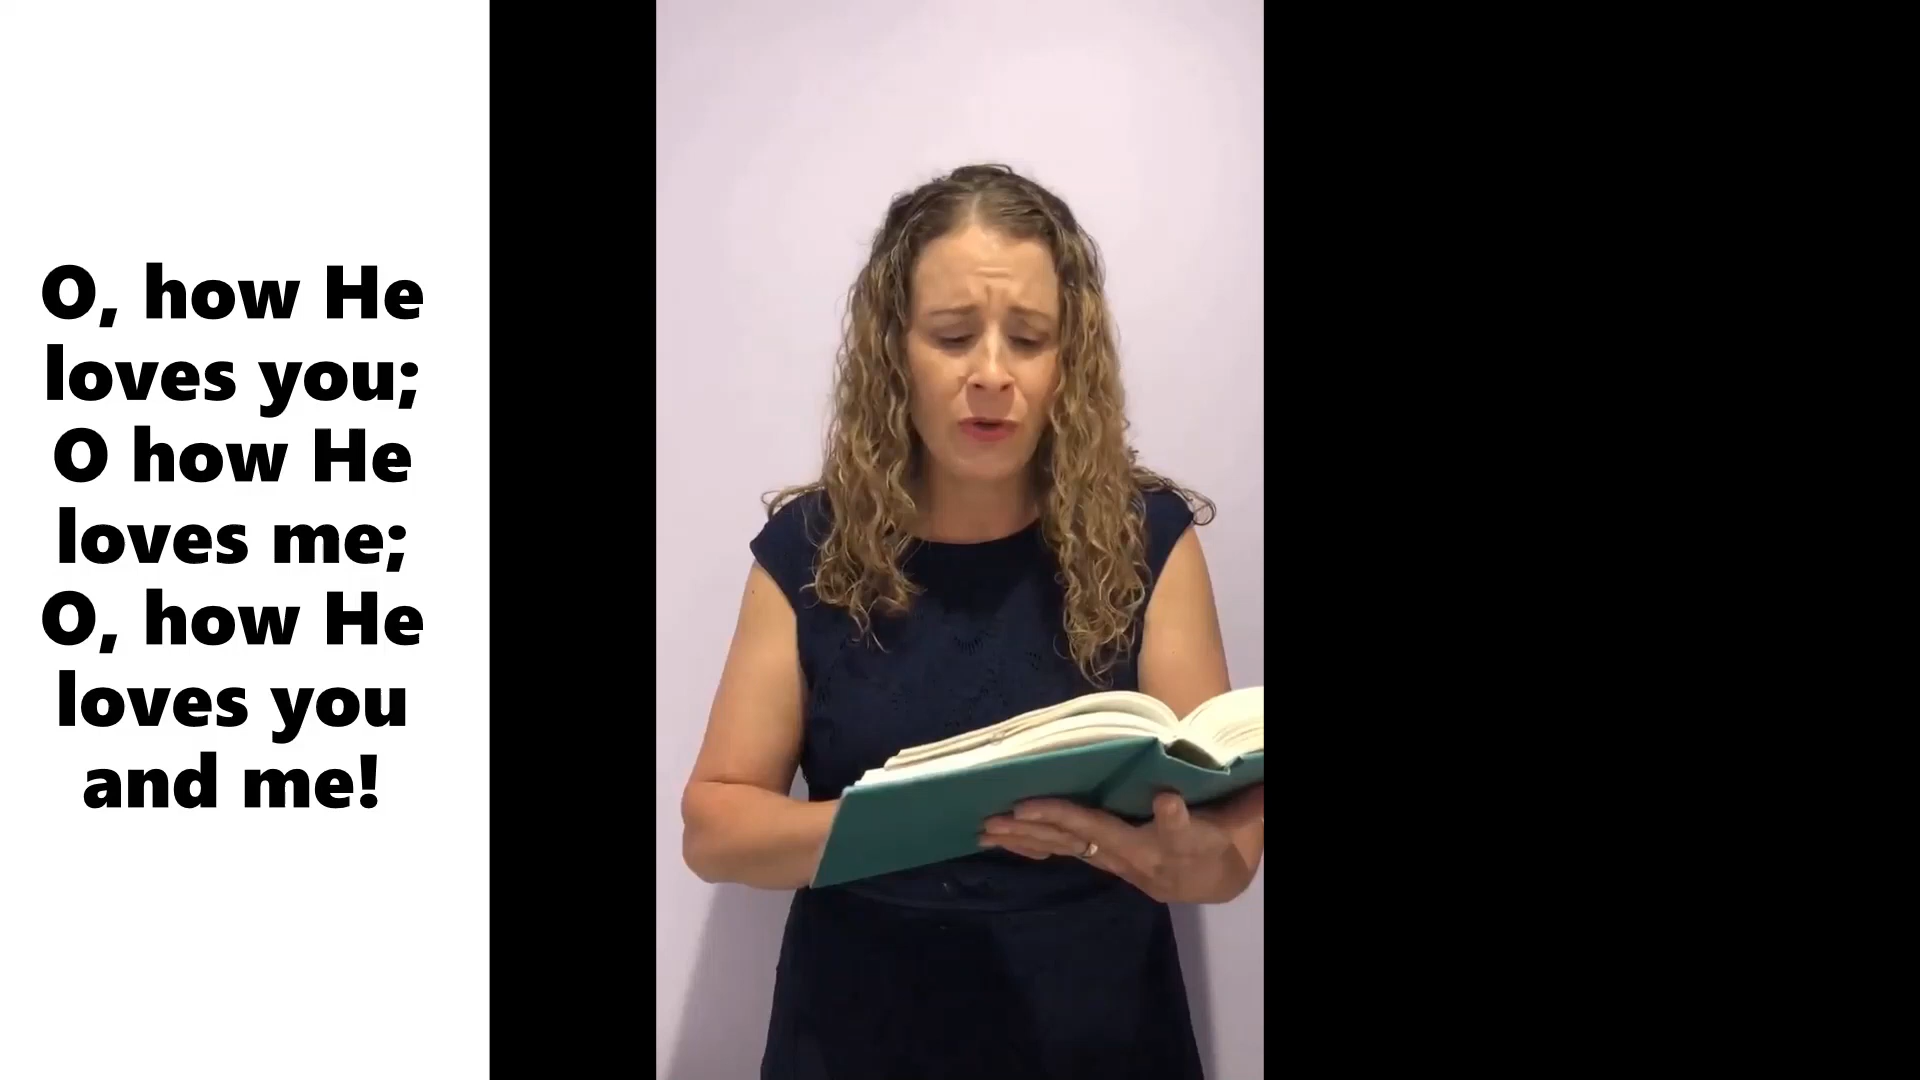 O, how He
loves you;
O how He
loves me;
O, how He
loves you
and me!